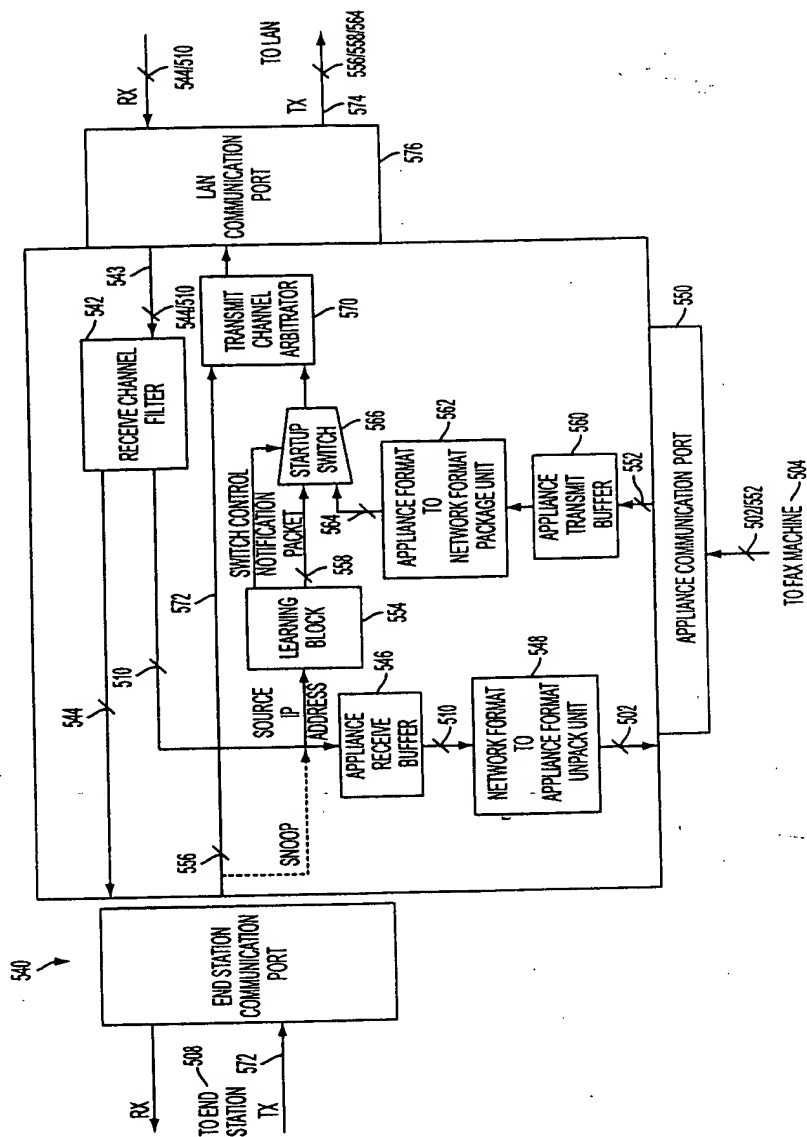 540
END STATION
COMMUNICATION
PORT
RX
TO END
STATION
508
TX
572
544
510
556
SNOOP
572
SOURCE
IP
ADDRESS
RECEIVE CHANNEL
FILTER
542
543
544/510
LAN
COMMUNICATION
PORT
576
RX
544/510
TO LAN
TX
556/558/564
574
TRANSMIT
CHANNEL
ARBITRATOR
570
SWITCH CONTROL
NOTIFICATION
PACKET
558
LEARNING
BLOCK
554
STARTUP
SWITCH
566
564
APPLIANCE
RECEIVE
BUFFER
546
510
NETWORK FORMAT
TO
APPLIANCE FORMAT
UNPACK UNIT
548
502
APPLIANCE FORMAT
TO
NETWORK FORMAT
PACKAGE UNIT
562
APPLIANCE
TRANSMIT
BUFFER
560
552
APPLIANCE COMMUNICATION PORT
550
502/552
TO FAX MACHINE
504